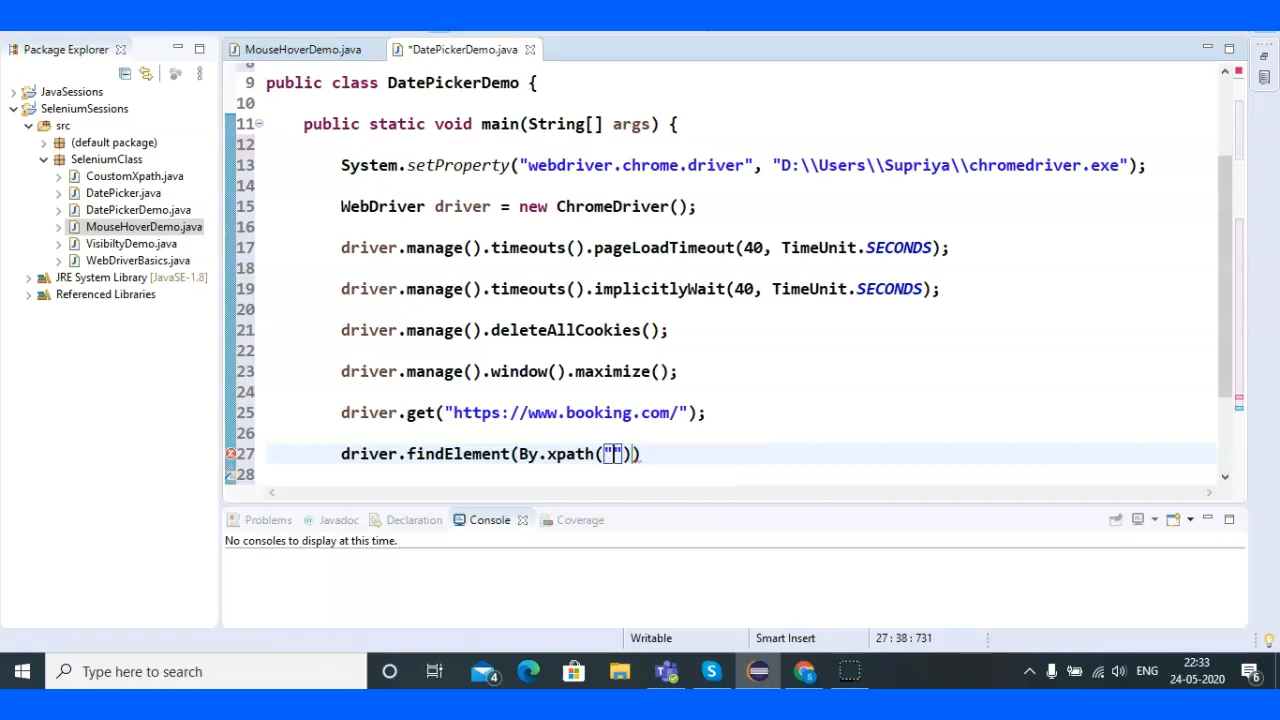 Package Explorer
MouseHoverDemo.java
*DatePickerDemo.java
JavaSessions
SeleniumSessions
src
(default package)
SeleniumClass
CoustomXpath.java
DatePicker.java
DatePickerDemo.java
MouseHoverDemo.java
VisibiltyDemo.java
WebDriverBasics.java
JRE System Library [JavaSE-1.8]
Referenced Libraries
8
9 public class DatePickerDemo {
10
11 public static void main(String[] args) {
12
13 System.setProperty("webdriver.chrome.driver", "D:\\Users\\Supriya\\chromedriver.exe");
14
15 WebDriver driver = new ChromeDriver();
16
17 driver.manage().timeouts().pageLoadTimeout(40, TimeUnit.SECONDS);
18
19 driver.manage().timeouts().implicitlyWait(40, TimeUnit.SECONDS);
20
21 driver.manage().deleteAllCookies();
22
23 driver.manage().window().maximize();
24
25 driver.get("https://www.booking.com/");
26
27 driver.findElement(By.xpath(""))
28
Problems
Javadoc
Declaration
Console
Coverage
No consoles to display at this time.
Writable
Smart Insert
27 : 38 : 731
Type here to search
4
ENG
22:33
24-05-2020
6